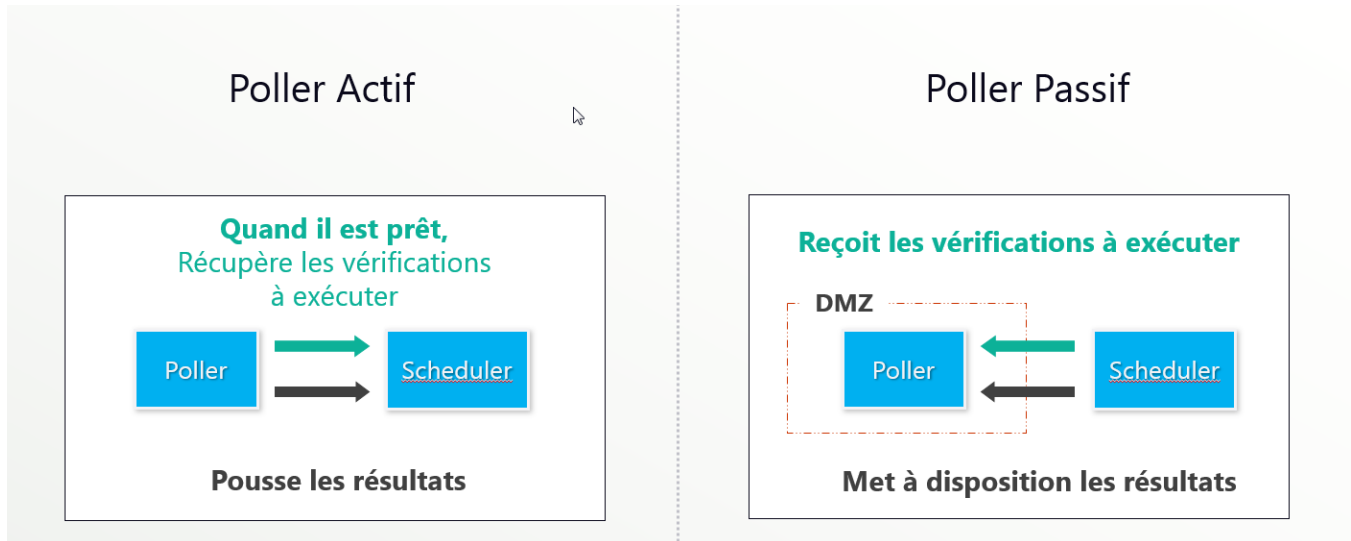 Poller Actif
Quand il est prêt,
Récupère les vérifications
à exécuter
Poller
Scheduler
Pousse les résultats
Poller Passif
Reçoit les vérifications à exécuter
DMZ
Poller
Scheduler
Met à disposition les résultats